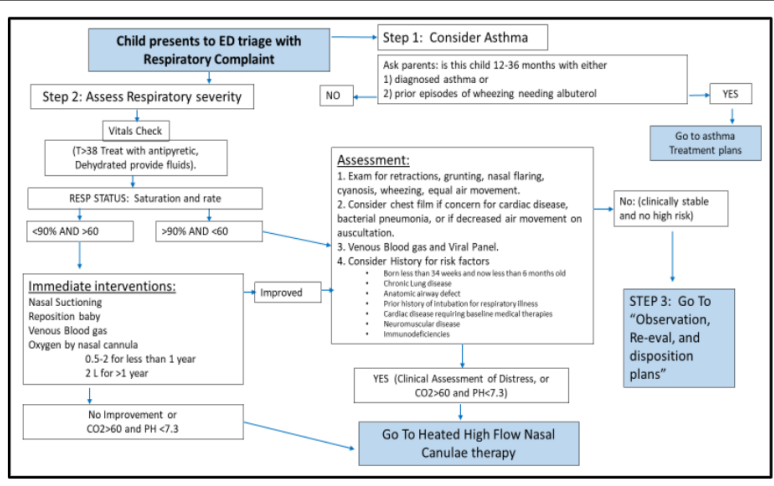 Child presents to ED triage with
Respiratory Complaint
Step 1: Consider Asthma
Ask parents: is this child 12-36 months with either
1) diagnosed asthma or
2) prior episodes of wheezing needing albuterol
NO
YES
Go to asthma
Treatment plans
Step 2: Assess Respiratory severity
Vitals Check
(T>38 Treat with antipyretic,
Dehydrated provide fluids).
RESP STATUS: Saturation and rate
<90% AND >60
>90% AND <60
Immediate interventions:
Nasal Suctioning
Reposition baby
Venous Blood gas
Oxygen by nasal cannula
0.5-2 for less than 1 year
2 L for >1 year
Improved
No Improvement or
CO2>60 and PH <7.3
Assessment:
1. Exam for retractions, grunting, nasal flaring,
cyanosis, wheezing, equal air movement.
2. Consider chest film if concern for cardiac disease,
bacterial pneumonia, or if decreased air movement on
auscultation.
3. Venous Blood gas and Viral Panel.
4. Consider History for risk factors
• Born less than 34 weeks and now less than 6 months old
• Chronic Lung disease
• Anatomic airway defect
• Prior history of intubation for respiratory illness
• Cardiac disease requiring baseline medical therapies
• Neuromuscular disease
• Immunodeficiencies
No: (clinically stable
and no high risk)
STEP 3: Go To
“Observation,
Re-eval, and
disposition
plans”
YES (Clinical Assessment of Distress, or
CO2>60 and PH<7.3)
Go To Heated High Flow Nasal
Canulae therapy